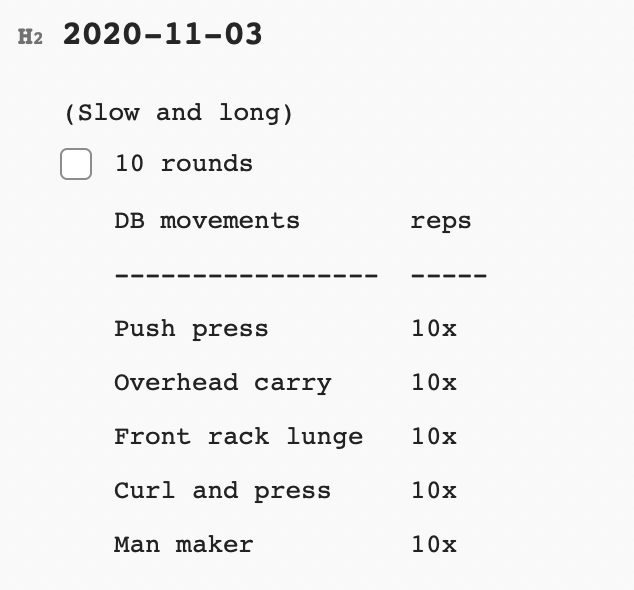 H2 2020-11-03
(Slow and long)
10 rounds
DB movements reps
----------------- -----
Push press 10x
Overhead carry 10x
Front rack lunge 10x
Curl and press 10x
Man maker 10x